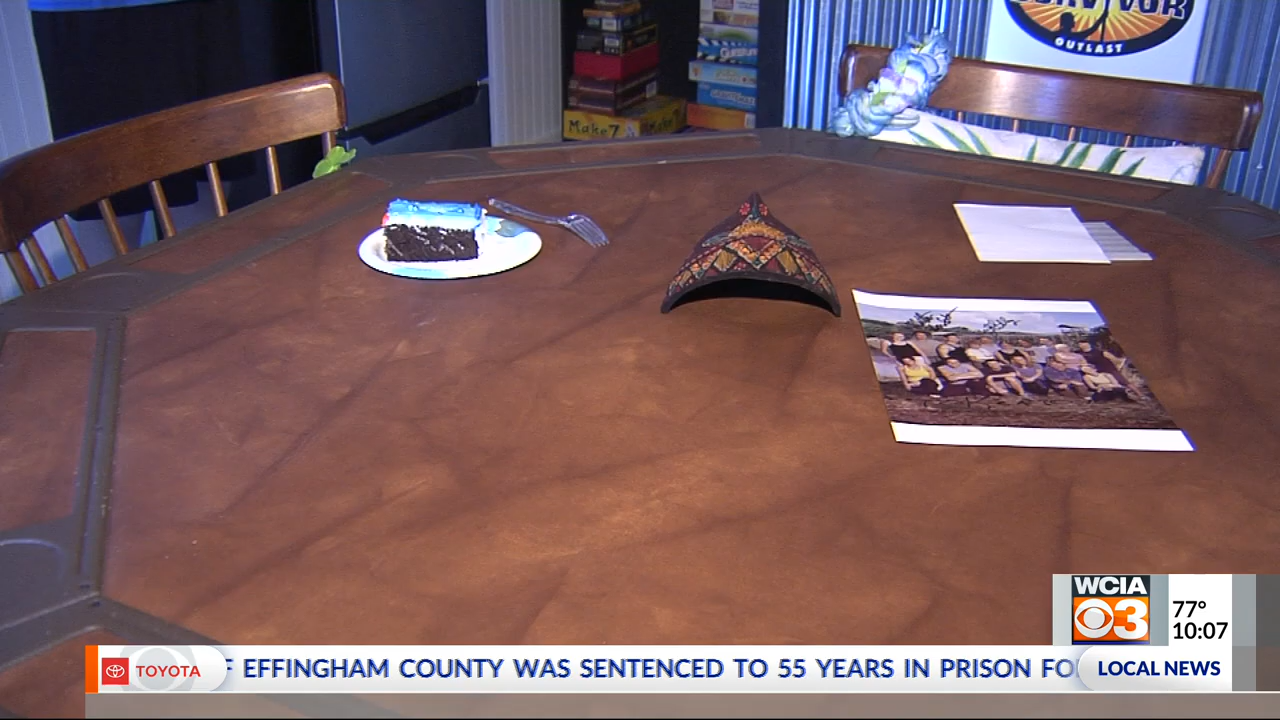 SURVIVOR
OUTLAST
Make 7
WCIA
3
77°
10:07
TOYOTA
F EFFINGHAM COUNTY WAS SENTENCED TO 55 YEARS IN PRISON FO
LOCAL NEWS